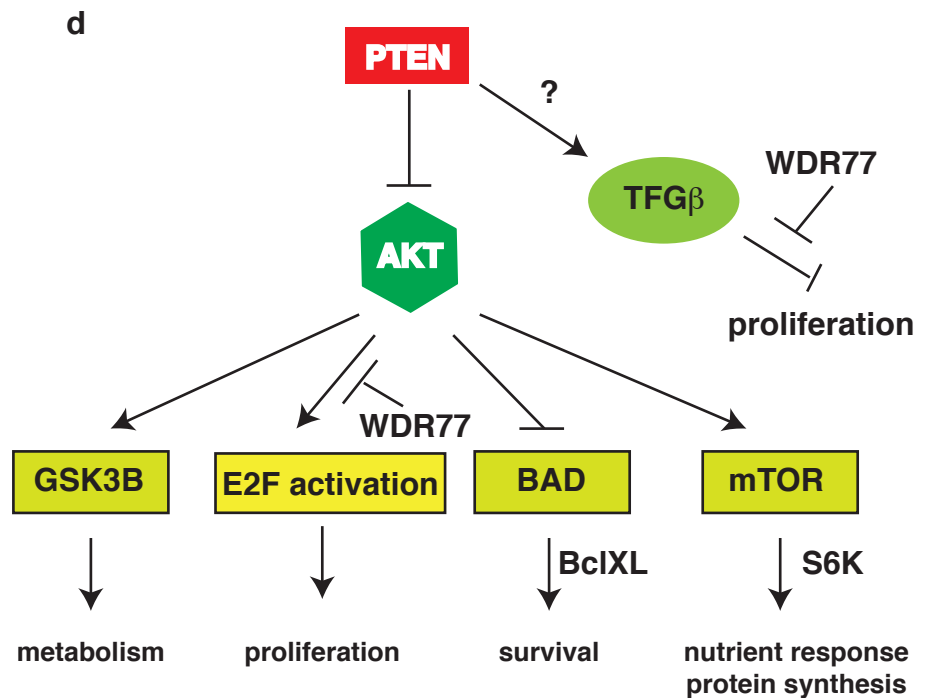 d
PTEN
?
WDR77
TFGβ
AKT
proliferation
WDR77
GSK3B
E2F activation
BAD
mTOR
BclXL
S6K
metabolism
proliferation
survival
nutrient response
protein synthesis